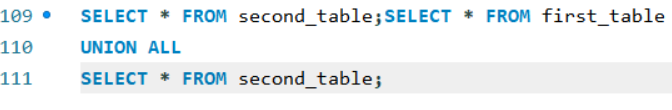 109 SELECT * FROM second_table;SELECT * FROM first_table
110 UNION ALL
111 SELECT * FROM second_table;